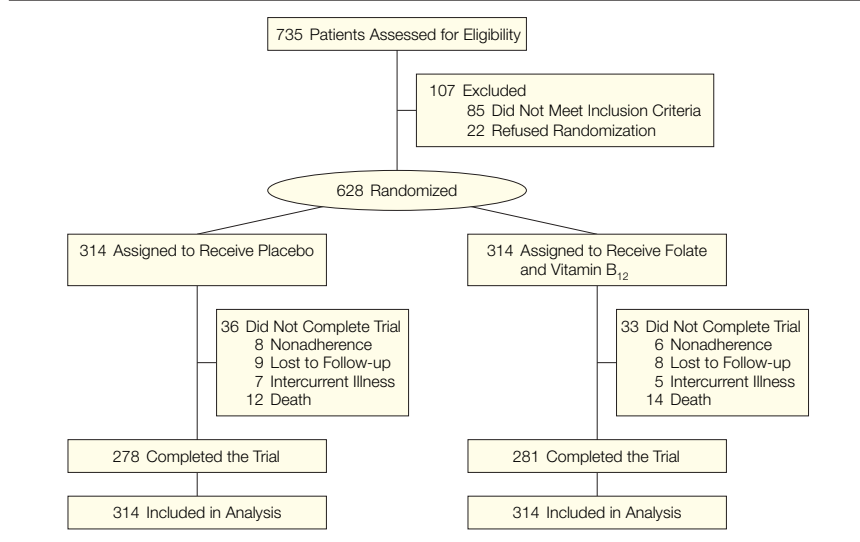 735 Patients Assessed for Eligibility
107 Excluded
85 Did Not Meet Inclusion Criteria
22 Refused Randomization
628 Randomized
314 Assigned to Receive Placebo
36 Did Not Complete Trial
8 Nonadherence
9 Lost to Follow-up
7 Intercurrent Illness
12 Death
278 Completed the Trial
314 Included in Analysis
314 Assigned to Receive Folate
and Vitamin B₁₂
33 Did Not Complete Trial
6 Nonadherence
8 Lost to Follow-up
5 Intercurrent Illness
14 Death
281 Completed the Trial
314 Included in Analysis